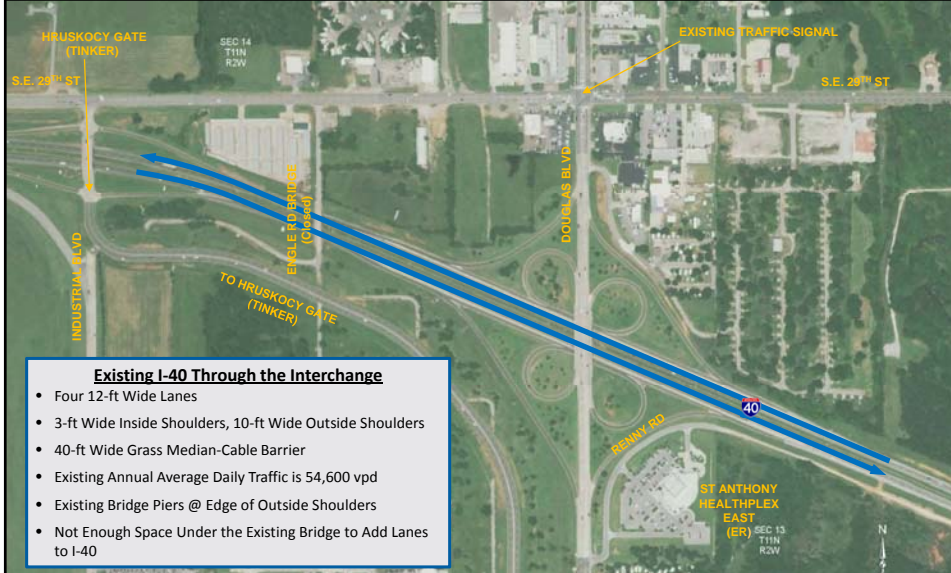 HRUSKOCY GATE
(TINKER)
SEC 14
T11N
R2W
EXISTING TRAFFIC SIGNAL
S.E. 29TH ST
S.E. 29TH ST
ENGLE RD BRIDGE
(Closed)
DOUGLAS BLVD
INDUSTRIAL BLVD
TO HRUSKOCY GATE
(TINKER)
Existing I-40 Through the Interchange
• Four 12-ft Wide Lanes
• 3-ft Wide Inside Shoulders, 10-ft Wide Outside Shoulders
• 40-ft Wide Grass Median-Cable Barrier
• Existing Annual Average Daily Traffic is 54,600 vpd
• Existing Bridge Piers @ Edge of Outside Shoulders
• Not Enough Space Under the Existing Bridge to Add Lanes
to I-40
40
RENNY RD
ST ANTHONY
HEALTHPLEX
EAST
(ER)
SEC 13
T11N
R2W
N